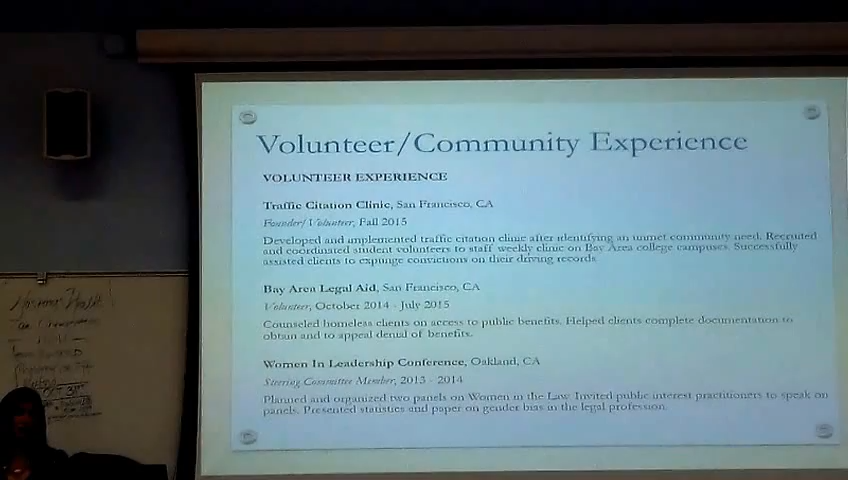 Volunteer/Community Experience
VOLUNTEER EXPERIENCE
Traffic Citation Clinic, San Francisco, CA
Founder/Volunteer, Fall 2015
Developed and implemented traffic citation clinic after identifying an unmet community need. Recruited
and coordinated student volunteers to staff weekly clinic on Bay Area college campuses. Successfully
assisted clients to expunge convictions on their driving records
Bay Area Legal Aid, San Francisco, CA
Volunteer, October 2014 - July 2015
Counseled homeless clients on access to public benefits. Helped clients complete documentation to
obtain and to appeal denial of benefits.
Women In Leadership Conference, Oakland, CA
Steering Committee Member, 2013 - 2014
Planned and organized two panels on Women in the Law. Invited public interest practitioners to speak on
panels. Presented statistics and paper on gender bias in the legal profession.